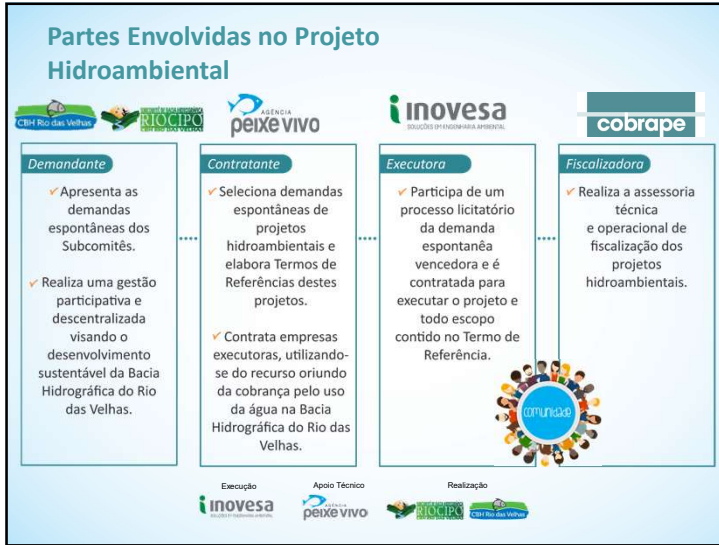 Partes Envolvidas no Projeto
Hidroambiental
CBH Rio das Velhas
RIOCIPÓ
AGÊNCIA
peixe vivo
inovesa
SOLUÇÕES EM ENGENHARIA AMBIENTAL
cobrape
Demandante
✓ Apresenta as
demandas
espontâneas dos
Subcomitês.
✓ Realiza uma gestão
participativa e
descentralizada
visando o
desenvolvimento
sustentável da Bacia
Hidrográfica do Rio
das Velhas.
Contratante
✓ Seleciona demandas
espontâneas de
projetos
hidroambientais e
elabora Termos de
Referências destes
projetos.
✓ Contrata empresas
executoras, utilizando-
se do recurso oriundo
da cobrança pelo uso
da água na Bacia
Hidrográfica do Rio das
Velhas.
Executora
✓ Participa de um
processo licitatório
da demanda
espontanêa
vencedora e é
contratada para
executar o projeto e
todo escopo
contido no Termo de
Referência.
Fiscalizadora
✓ Realiza a assessoria
técnica
e operacional de
fiscalização dos
projetos
hidroambientais.
comunidade
Execução
Apoio Técnico
Realização
inovesa
SOLUÇÕES EM ENGENHARIA AMBIENTAL
AGÊNCIA
peixe vivo
RIOCIPÓ
CBH Rio das Velhas